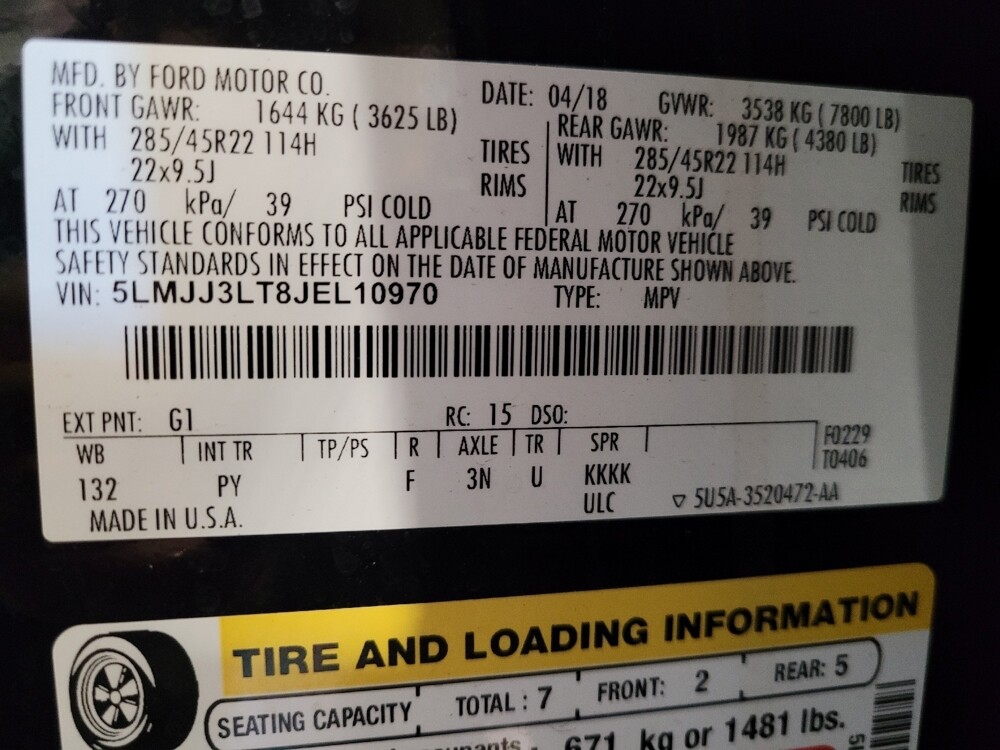 MFD. BY FORD MOTOR CO.
DATE: 04/18 GVWR: 3538 KG ( 7800 LB)
FRONT GAWR: 1644 KG ( 3625 LB)
WITH 285/45R22 114H TIRES
22x9.5J RIMS
AT 270 kPa/ 39 PSI COLD
REAR GAWR: 1987 KG ( 4380 LB)
WITH 285/45R22 114H TIRES
22x9.5J RIMS
AT 270 kPa/ 39 PSI COLD
THIS VEHICLE CONFORMS TO ALL APPLICABLE FEDERAL MOTOR VEHICLE
SAFETY STANDARDS IN EFFECT ON THE DATE OF MANUFACTURE SHOWN ABOVE.
VIN: 5LMJJ3LT8JEL10970 TYPE: MPV
EXT PNT: G1 RC: 15 DSO:
WB INT TR TP/PS R AXLE TR SPR F0229
T0406
132 PY F 3N U KKKK
ULC ▽ 5U5A-3520472-AA
MADE IN U.S.A.
TIRE AND LOADING INFORMATION
SEATING CAPACITY TOTAL : 7 FRONT: 2 REAR: 5
671 kg or 1481 lbs.